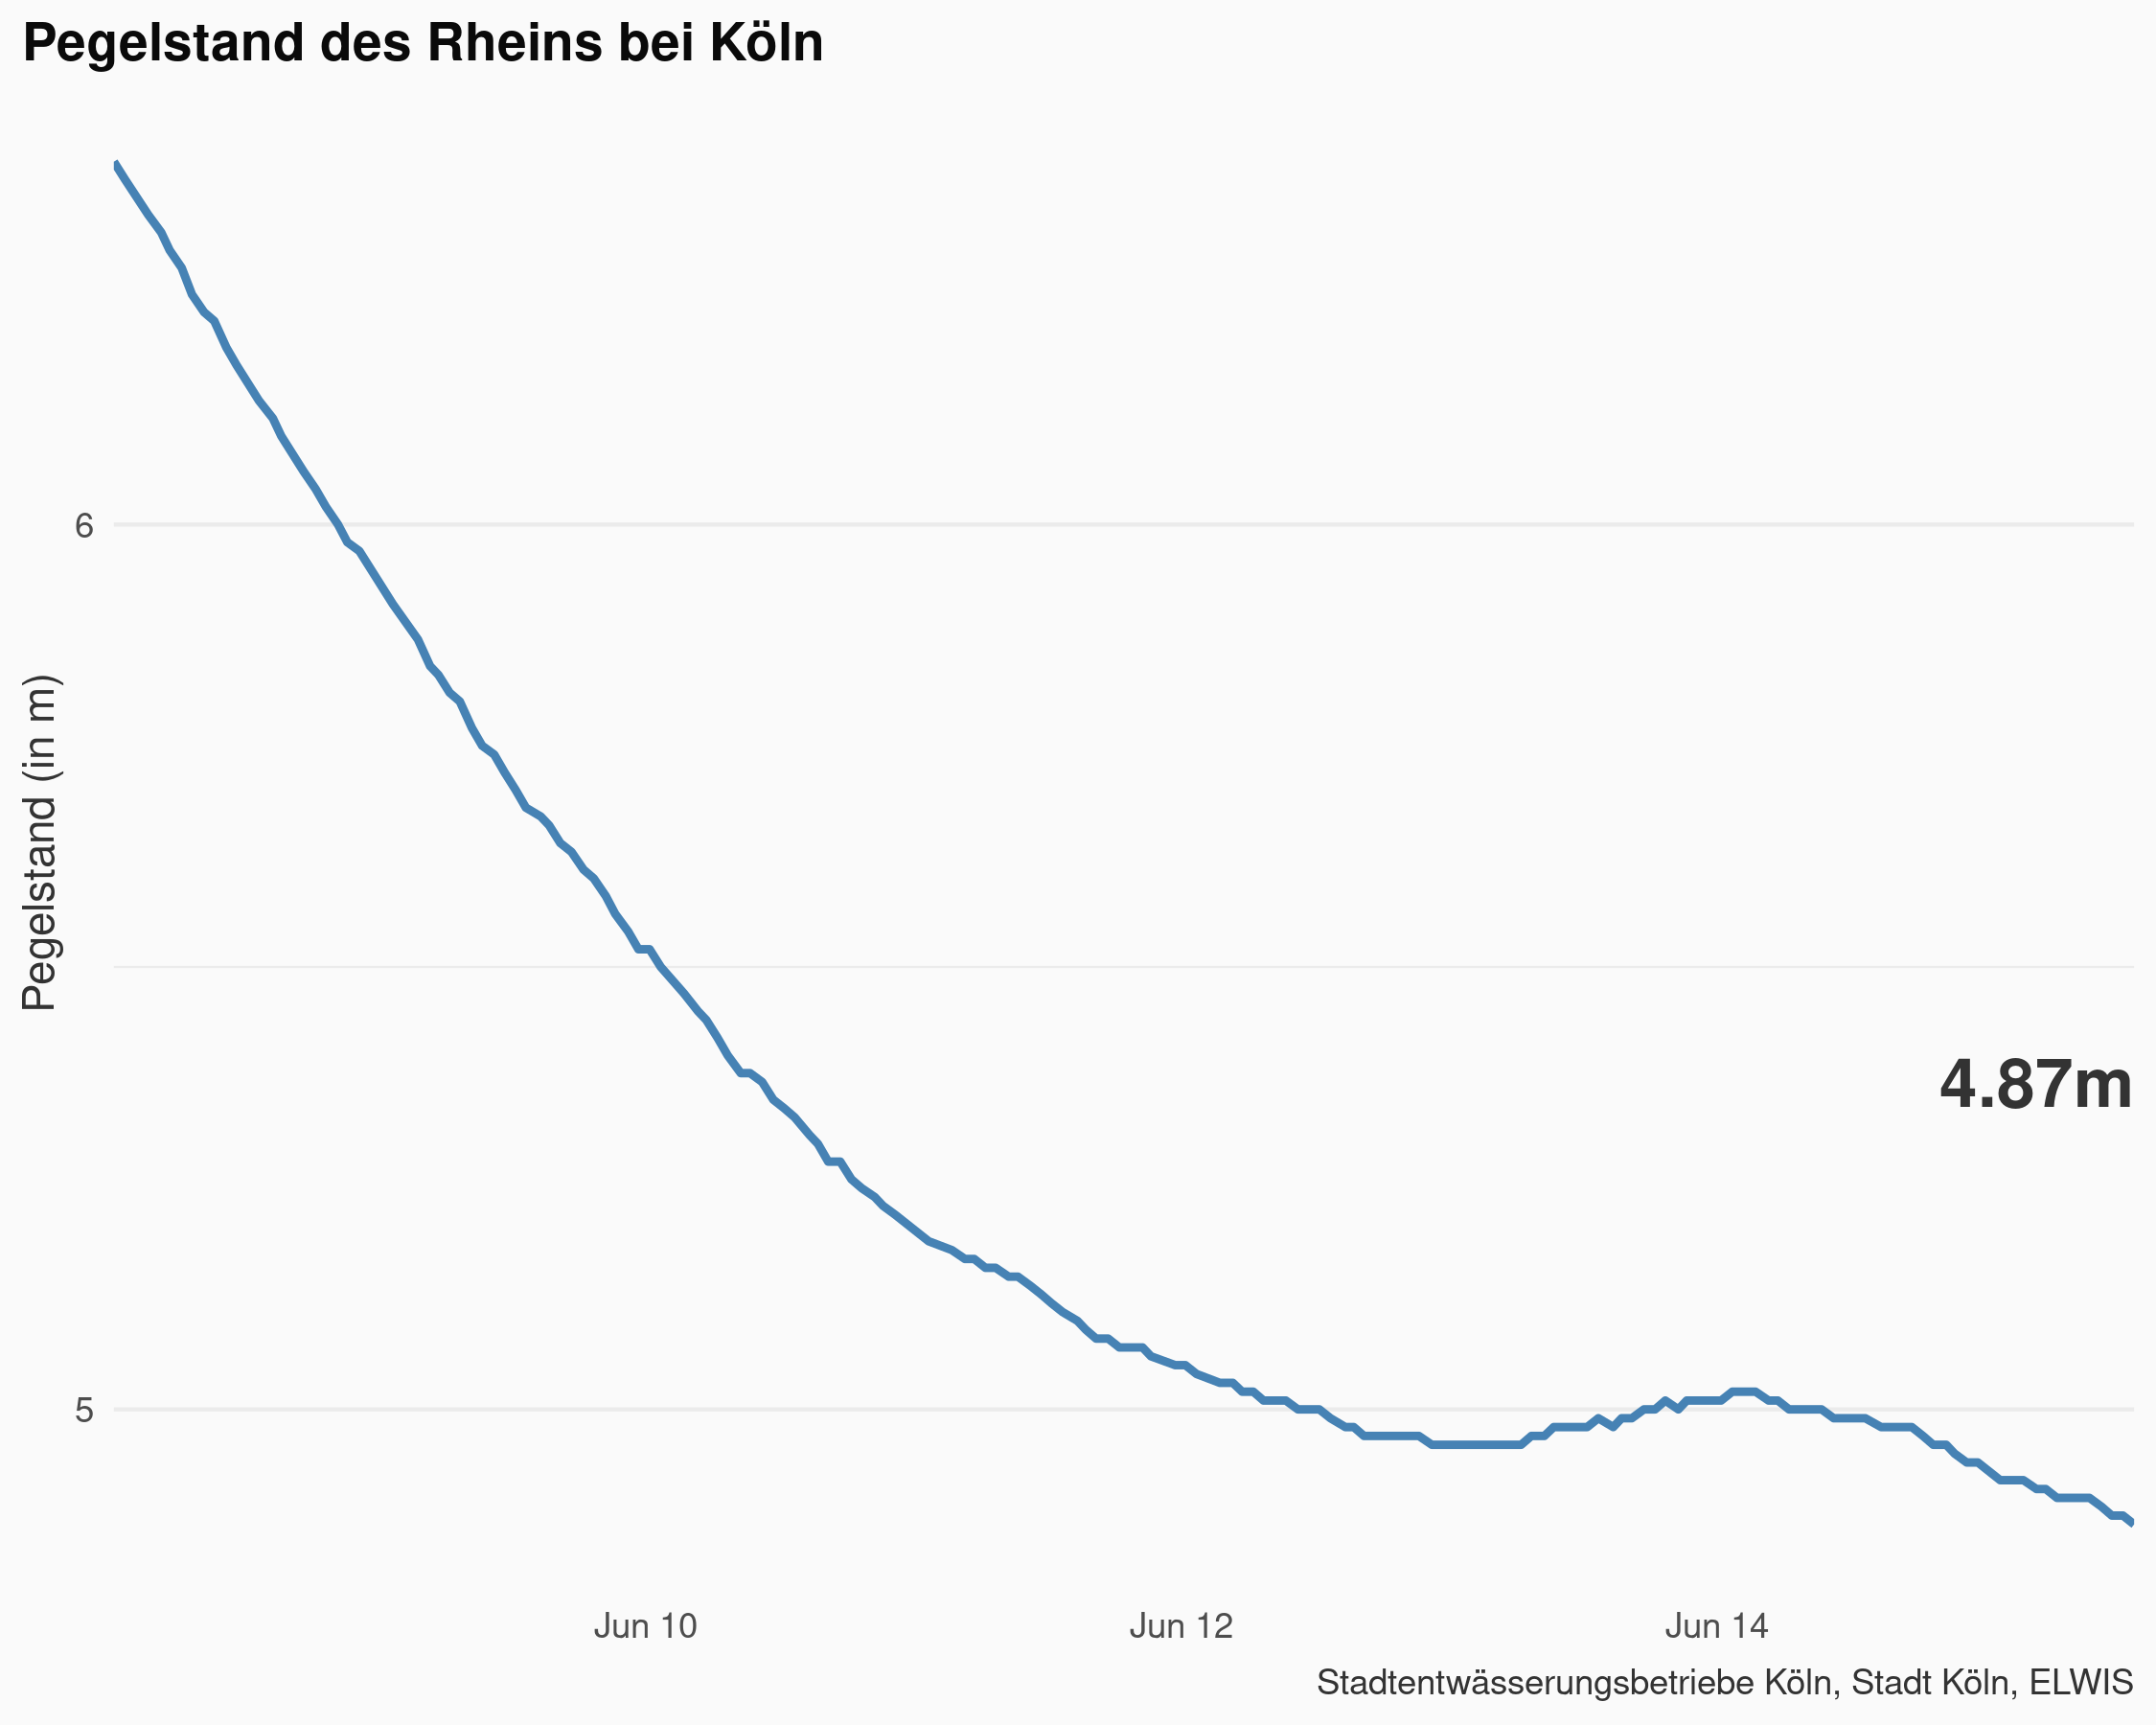 Pegelstand des Rheins bei Köln
Pegelstand (in m)
6
5
4.87m
Jun 10
Jun 12
Jun 14
Stadtentwässerungsbetriebe Köln, Stadt Köln, ELWIS